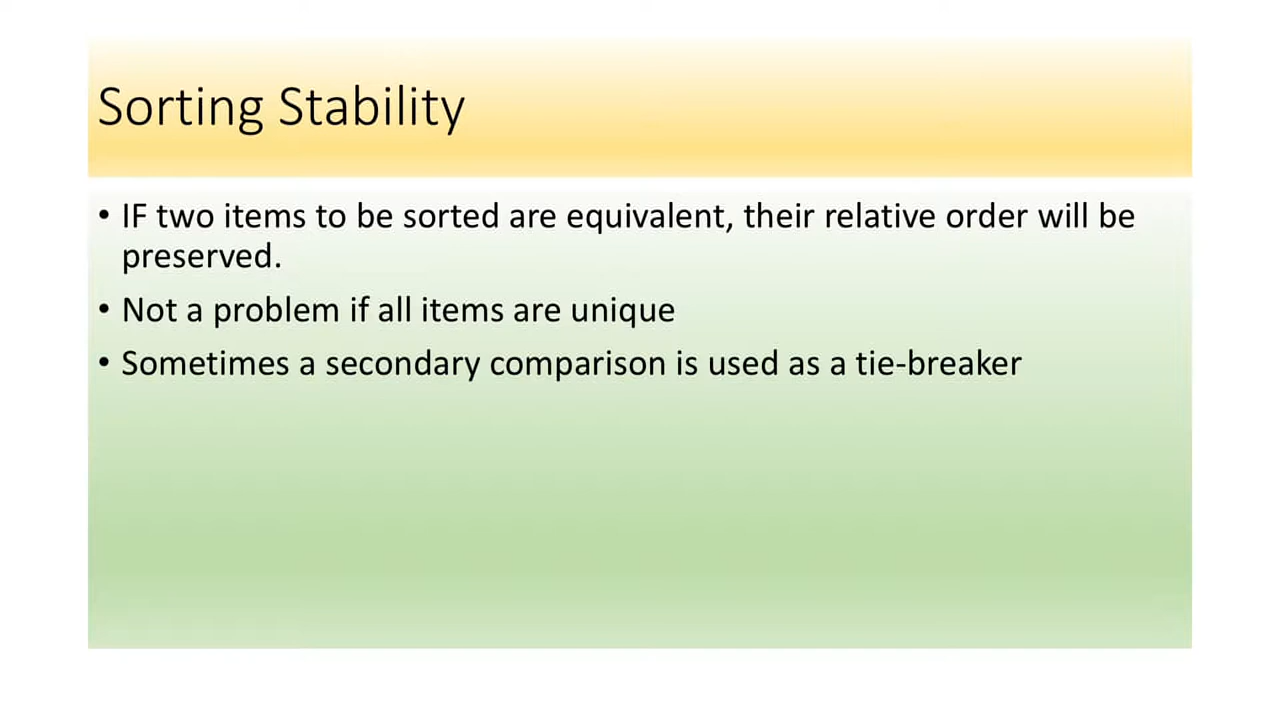 Sorting Stability
• IF two items to be sorted are equivalent, their relative order will be
preserved.
• Not a problem if all items are unique
• Sometimes a secondary comparison is used as a tie-breaker